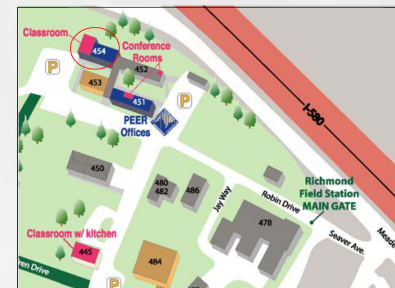 Classroom
454
Conference
Rooms
452
P
453
P
451
PEER
Offices
I-580
450
480
482
486
Jay Way
Robin Drive
Richmond
Field Station
MAIN GATE
478
Seaver Ave.
Classroom w/ kitchen
445
484
P